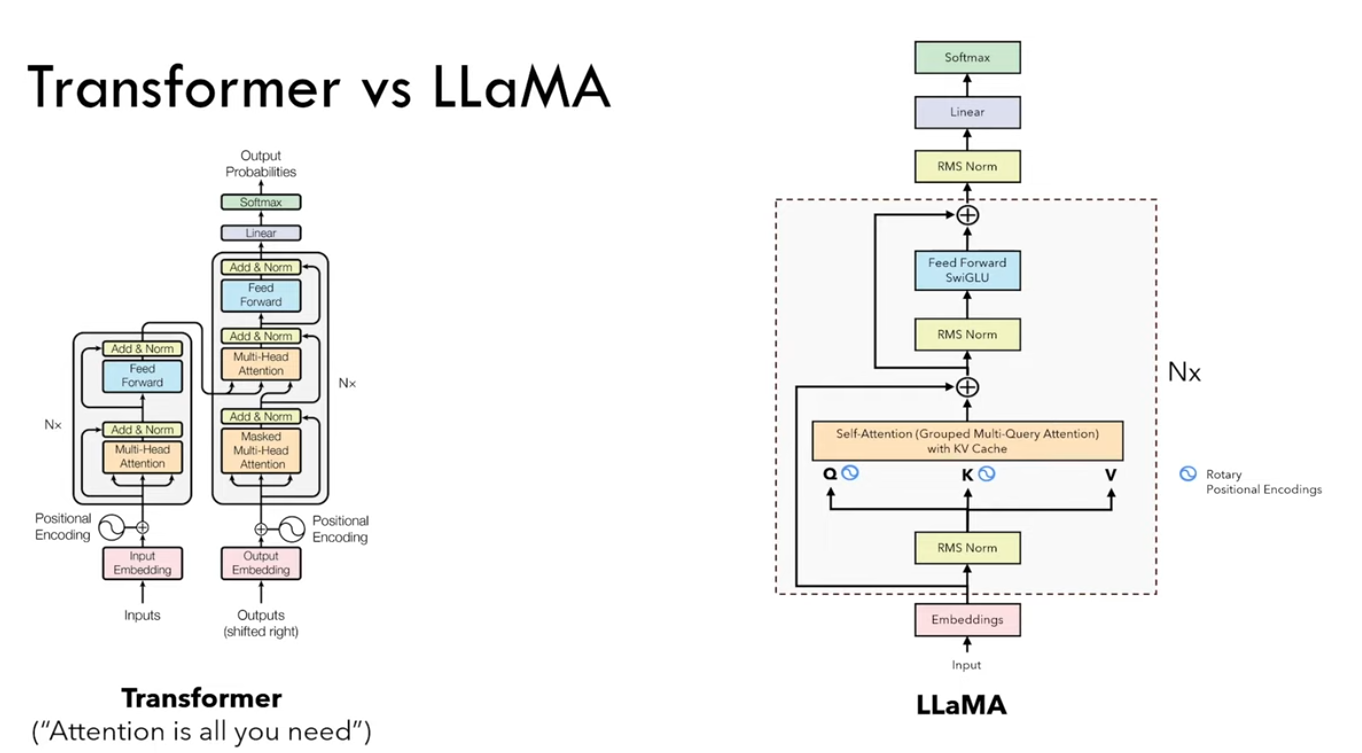 Transformer vs LLaMA
Output
Probabilities
Softmax
Linear
Add & Norm
Feed
Forward
Add & Norm
Multi-Head
Attention
Nx
Add & Norm
Masked
Multi-Head
Attention
Add & Norm
Feed
Forward
Nx
Add & Norm
Multi-Head
Attention
Positional
Encoding
Positional
Encoding
Input
Embedding
Output
Embedding
Inputs
Outputs
(shifted right)
Transformer
("Attention is all you need")
Softmax
Linear
RMS Norm
Feed Forward
SwiGLU
RMS Norm
Nx
Self-Attention (Grouped Multi-Query Attention)
with KV Cache
Q
K
V
Rotary
Positional Encodings
RMS Norm
Embeddings
Input
LLaMA